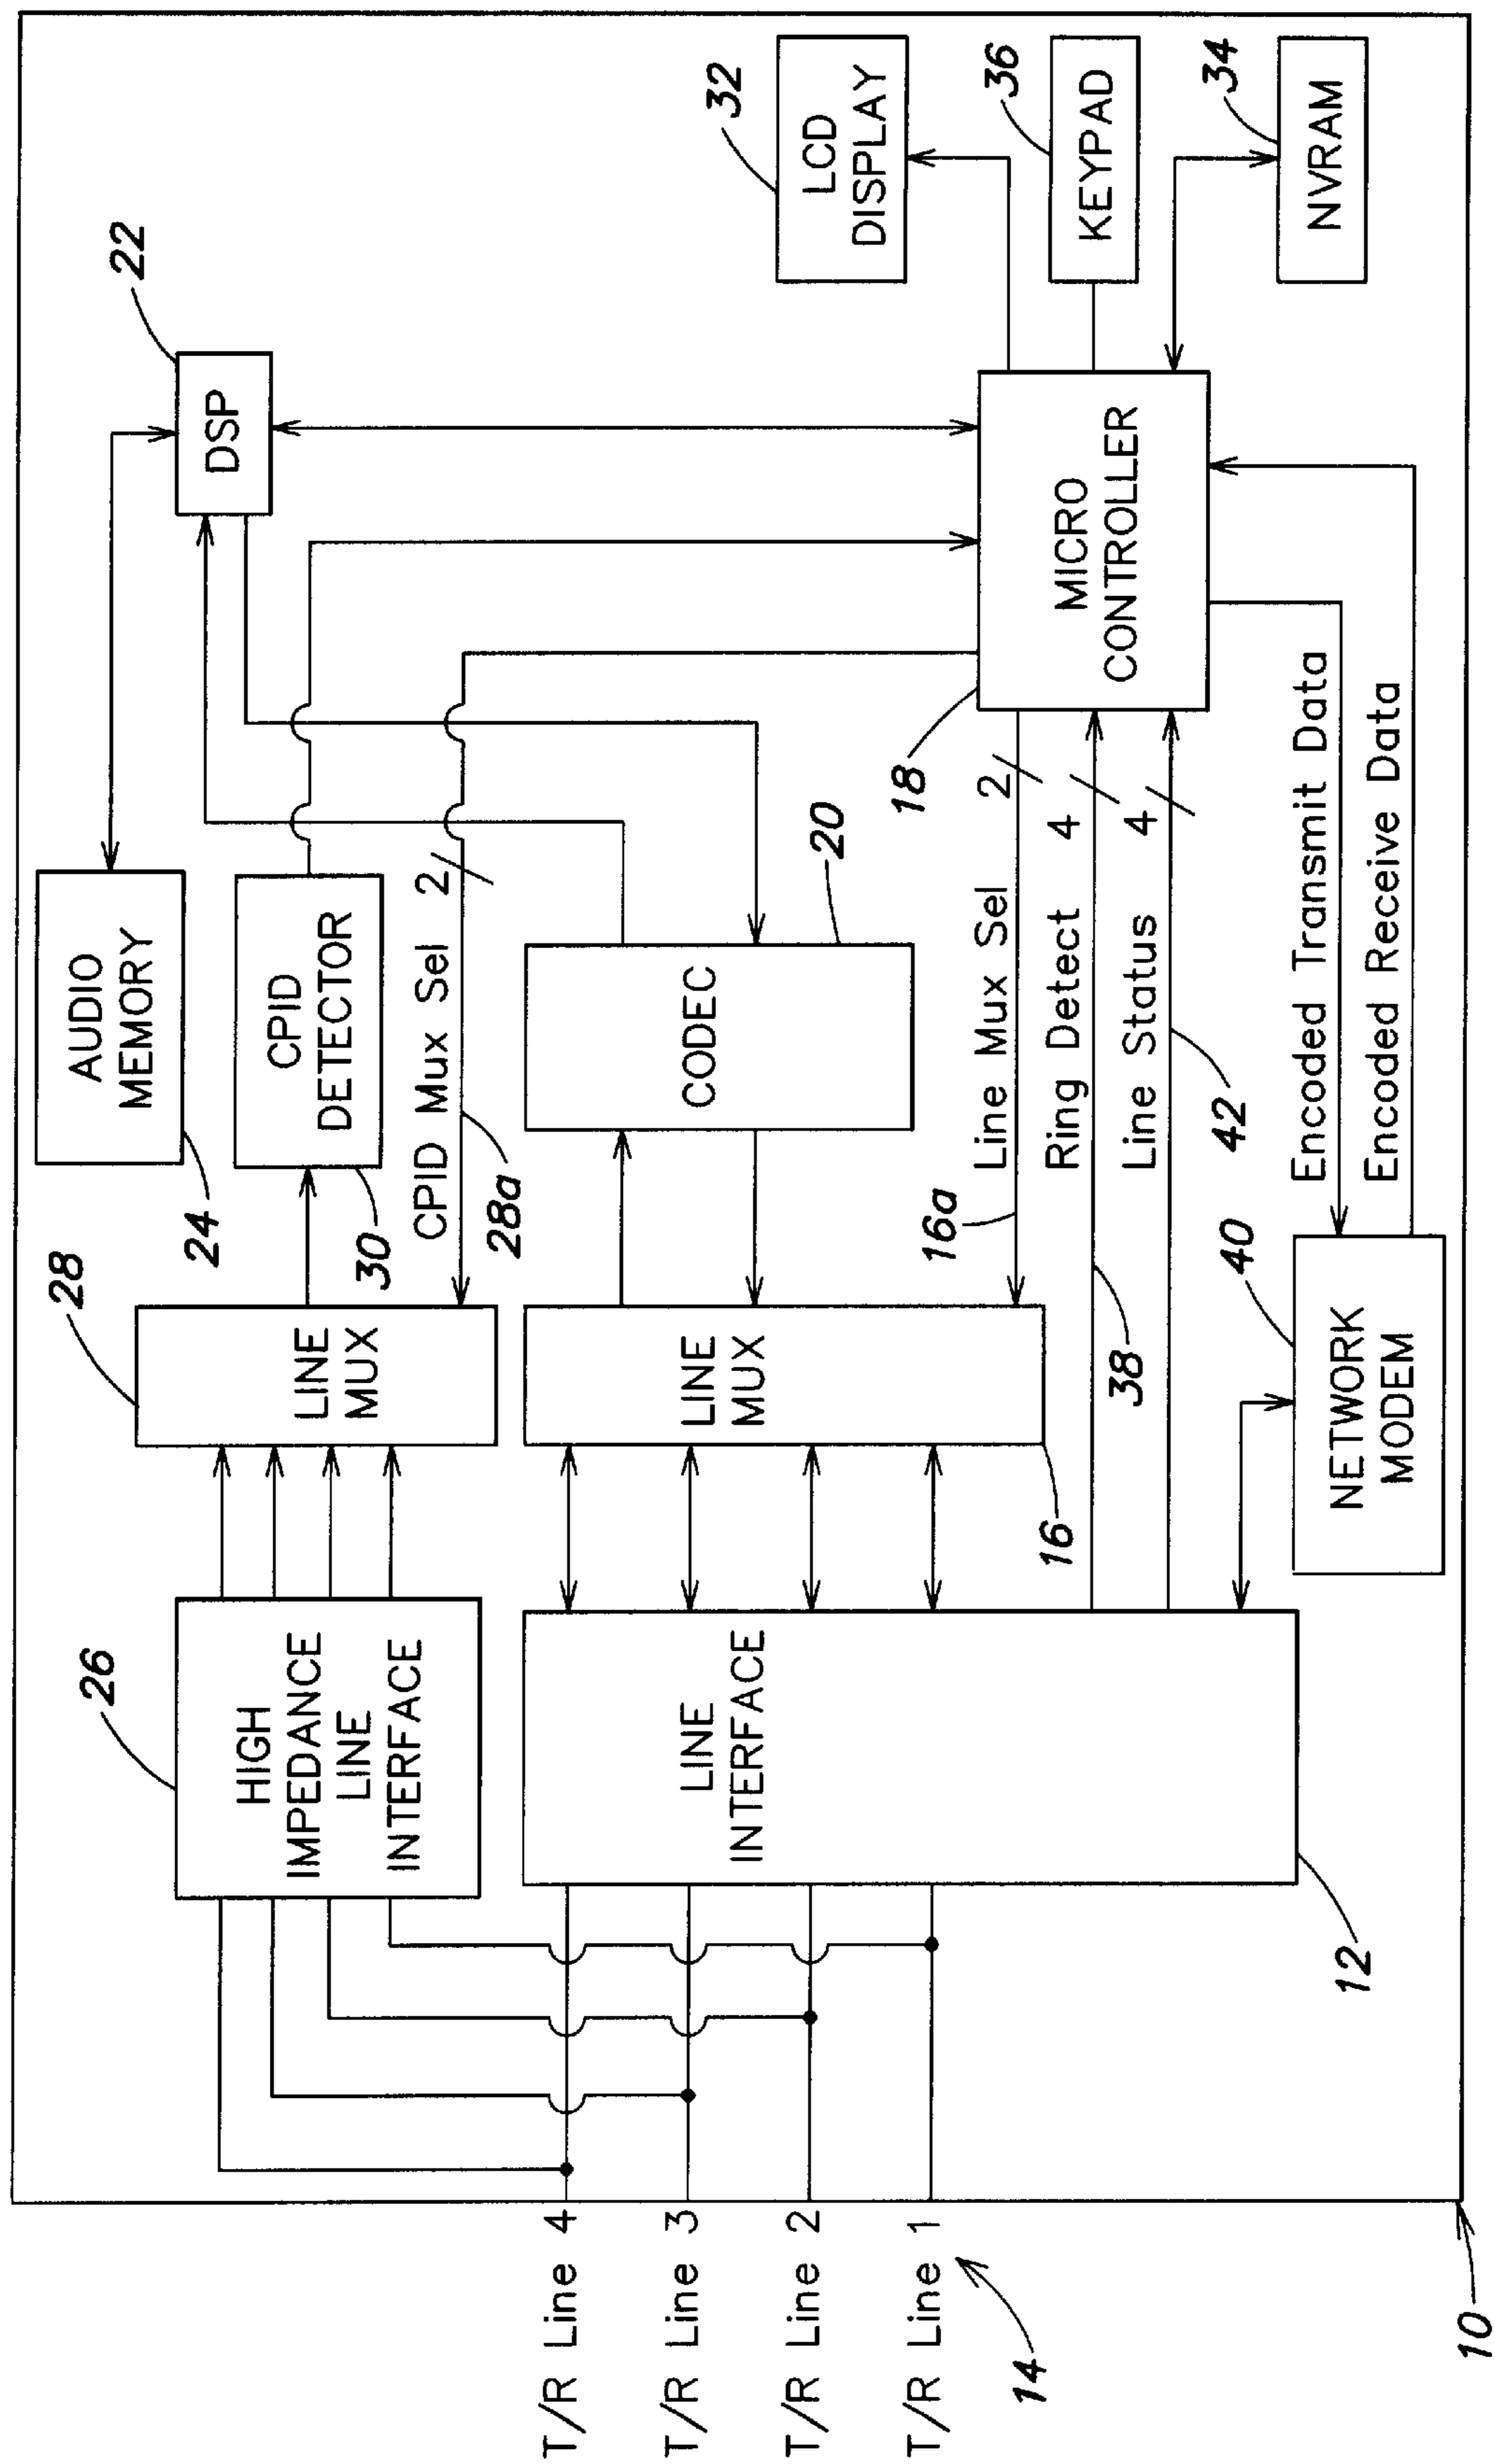 AUDIO
MEMORY
24
DSP
22
28
CPID
DETECTOR
30
LINE
MUX
CPID Mux Sel
2
28a
26
HIGH
IMPEDANCE
LINE
INTERFACE
CODEC
20
LINE
MUX
16
LINE
INTERFACE
12
T/R Line 4
T/R Line 3
T/R Line 2
T/R Line 1
14
Line Mux Sel
2
16a
Ring Detect
4
38
Line Status
4
42
18
MICRO
CONTROLLER
LCD
DISPLAY
32
KEYPAD
36
NVRAM
34
Encoded Transmit Data
Encoded Receive Data
40
NETWORK
MODEM
10